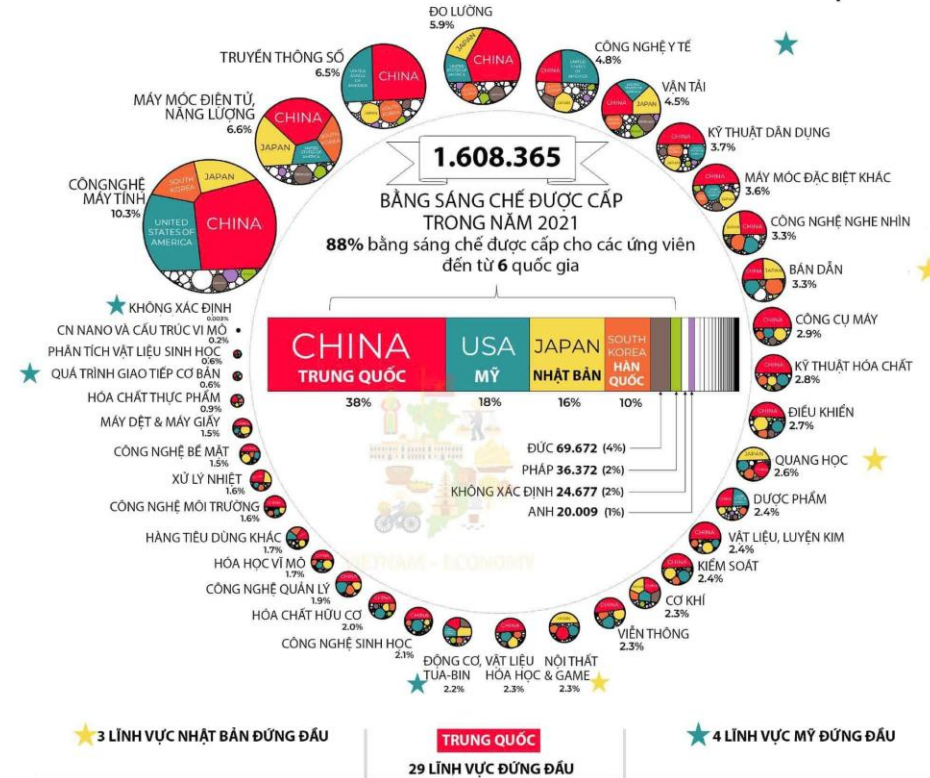 ĐO LƯỜNG
5.9%
TRUYỀN THÔNG SỐ
6.5%
CÔNG NGHỆ Y TẾ
4.8%
VẬN TẢI
4.5%
MÁY MÓC ĐIỆN TỬ,
NĂNG LƯỢNG
6.6%
KỸ THUẬT DÂN DỤNG
3.7%
CÔNGNGHỆ
MÁY TÍNH
10.3%
MÁY MÓC ĐẶC BIỆT KHÁC
3.6%
CÔNG NGHỆ NGHE NHÌN
3.3%
BÁN DẪN
3.3%
CÔNG CỤ MÁY
2.9%
KỸ THUẬT HÓA CHẤT
2.8%
ĐIỀU KHIỂN
2.7%
QUANG HỌC
2.6%
DƯỢC PHẨM
2.4%
VẬT LIỆU, LUYỆN KIM
2.4%
KIỂM SOÁT
2.4%
CƠ KHÍ
2.3%
VIỄN THÔNG
2.3%
NỘI THẤT
& GAME
2.3%
VẬT LIỆU
HÓA HỌC
2.3%
ĐỘNG CƠ,
TUA-BIN
2.2%
CÔNG NGHỆ SINH HỌC
2.1%
HÓA CHẤT HỮU CƠ
2.0%
CÔNG NGHỆ QUẢN LÝ
1.9%
HÓA HỌC VĨ MÔ
1.7%
HÀNG TIÊU DÙNG KHÁC
1.7%
CÔNG NGHỆ MÔI TRƯỜNG
1.6%
XỬ LÝ NHIỆT
1.6%
CÔNG NGHỆ BỀ MẶT
1.5%
MÁY DỆT & MÁY GIẤY
1.5%
HÓA CHẤT THỰC PHẨM
0.9%
QUÁ TRÌNH GIAO TIẾP CƠ BẢN
0.6%
PHÂN TÍCH VẬT LIỆU SINH HỌC
0.6%
CN NANO VÀ CẤU TRÚC VI MÔ
0.2%
KHÔNG XÁC ĐỊNH
0.003%
CHINA
UNITED
STATES OF
AMERICA
SOUTH
KOREA
JAPAN
CHINA
JAPAN
CHINA
CHINA
JAPAN
1.608.365
BẰNG SÁNG CHẾ ĐƯỢC CẤP
TRONG NĂM 2021
88% bằng sáng chế được cấp cho các ứng viên
đến từ 6 quốc gia
CHINA
TRUNG QUỐC
38%
USA
MỸ
18%
JAPAN
NHẬT BẢN
16%
SOUTH
KOREA
HÀN
QUỐC
10%
ĐỨC 69.672 (4%)
PHÁP 36.372 (2%)
KHÔNG XÁC ĐỊNH 24.677 (2%)
ANH 20.009 (1%)
VIETNAM - ECONOMY
3 LĨNH VỰC NHẬT BẢN ĐỨNG ĐẦU
TRUNG QUỐC
29 LĨNH VỰC ĐỨNG ĐẦU
4 LĨNH VỰC MỸ ĐỨNG ĐẦU